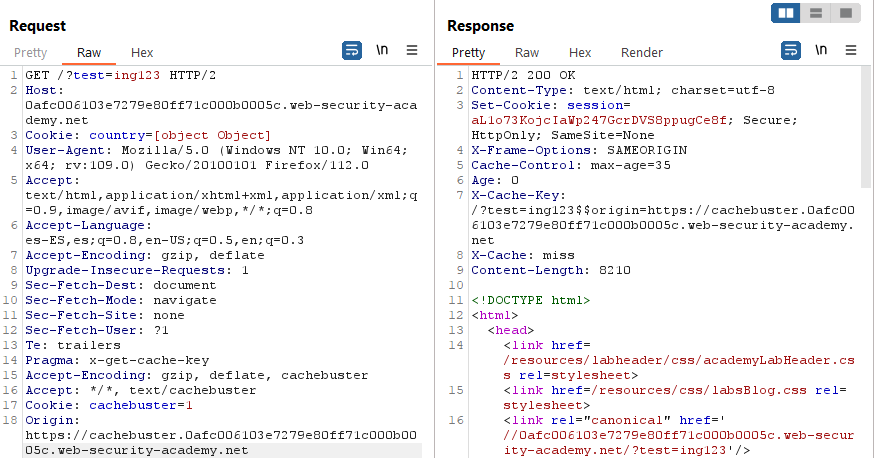 Request
Pretty Raw Hex
\n
1 GET /?test=ing123 HTTP/2
2 Host:
0afc006103e7279e80ff71c000b0005c.web-security-aca
demy.net
3 Cookie: country=[object Object]
4 User-Agent: Mozilla/5.0 (Windows NT 10.0; Win64;
x64; rv:109.0) Gecko/20100101 Firefox/112.0
5 Accept:
text/html,application/xhtml+xml,application/xml;q
=0.9,image/avif,image/webp,*/*;q=0.8
6 Accept-Language:
es-ES,es;q=0.8,en-US;q=0.5,en;q=0.3
7 Accept-Encoding: gzip, deflate
8 Upgrade-Insecure-Requests: 1
9 Sec-Fetch-Dest: document
10 Sec-Fetch-Mode: navigate
11 Sec-Fetch-Site: none
12 Sec-Fetch-User: ?1
13 Te: trailers
14 Pragma: x-get-cache-key
15 Accept-Encoding: gzip, deflate, cachebuster
16 Accept: */*, text/cachebuster
17 Cookie: cachebuster=1
18 Origin:
https://cachebuster.0afc006103e7279e80ff71c000b00
05c.web-security-academy.net
Response
Pretty Raw Hex Render
\n
1 HTTP/2 200 OK
2 Content-Type: text/html; charset=utf-8
3 Set-Cookie: session=
aL1o73KojcIaWp247GcrDVS8ppugCe8f; Secure;
HttpOnly; SameSite=None
4 X-Frame-Options: SAMEORIGIN
5 Cache-Control: max-age=35
6 Age: 0
7 X-Cache-Key:
/?test=ing123$$origin=https://cachebuster.0afc00
6103e7279e80ff71c000b0005c.web-security-academy.
net
8 X-Cache: miss
9 Content-Length: 8210
10
11 <!DOCTYPE html>
12 <html>
13 <head>
14 <link href=
/resources/labheader/css/academyLabHeader.cs
s rel=stylesheet>
15 <link href=/resources/css/labsBlog.css rel=
stylesheet>
16 <link rel="canonical" href='
//0afc006103e7279e80ff71c000b0005c.web-secur
ity-academy.net/?test=ing123'/>